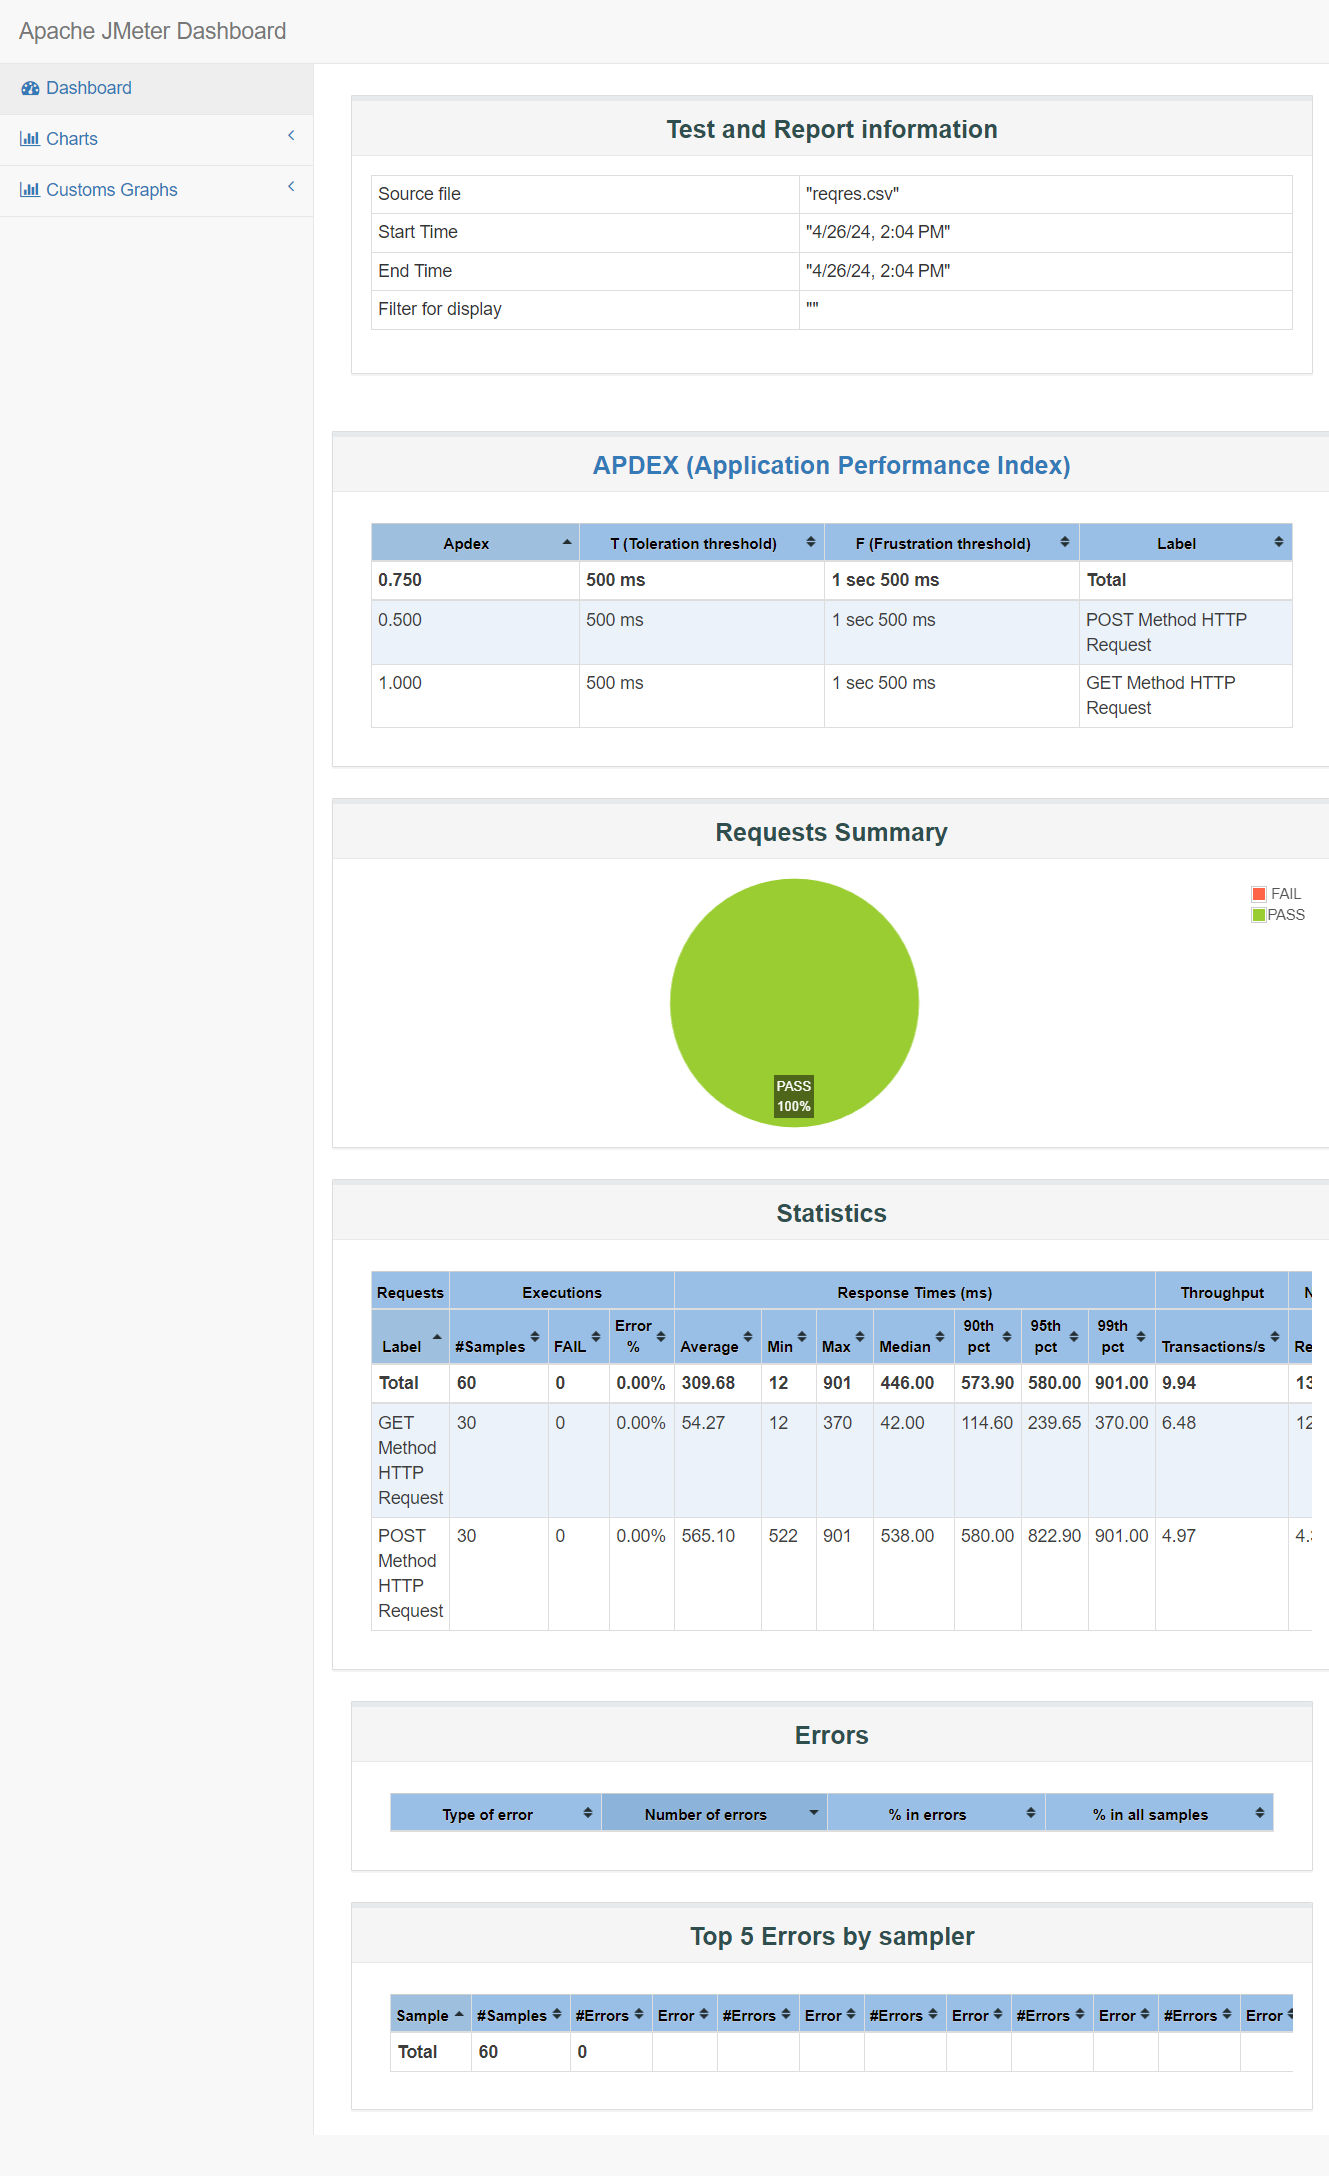 Apache JMeter Dashboard
Dashboard
Charts
Customs Graphs
Test and Report information
Source file "reqres.csv"
Start Time "4/26/24, 2:04 PM"
End Time "4/26/24, 2:04 PM"
Filter for display ""
APDEX (Application Performance Index)
Apdex T (Toleration threshold) F (Frustration threshold) Label
0.750 500 ms 1 sec 500 ms Total
0.500 500 ms 1 sec 500 ms POST Method HTTP
Request
1.000 500 ms 1 sec 500 ms GET Method HTTP
Request
Requests Summary
FAIL
PASS
PASS
100%
Statistics
Requests Executions Response Times (ms) Throughput
Label #Samples FAIL Error % Average Min Max Median 90th pct 95th pct 99th pct Transactions/s Re
Total 60 0 0.00% 309.68 12 901 446.00 573.90 580.00 901.00 9.94 13
GET 30 0 0.00% 54.27 12 370 42.00 114.60 239.65 370.00 6.48 12
Method
HTTP
Request
POST 30 0 0.00% 565.10 522 901 538.00 580.00 822.90 901.00 4.97 4.
Method
HTTP
Request
Errors
Type of error Number of errors % in errors % in all samples
Top 5 Errors by sampler
Sample #Samples #Errors Error #Errors Error #Errors Error #Errors Error #Errors Error
Total 60 0